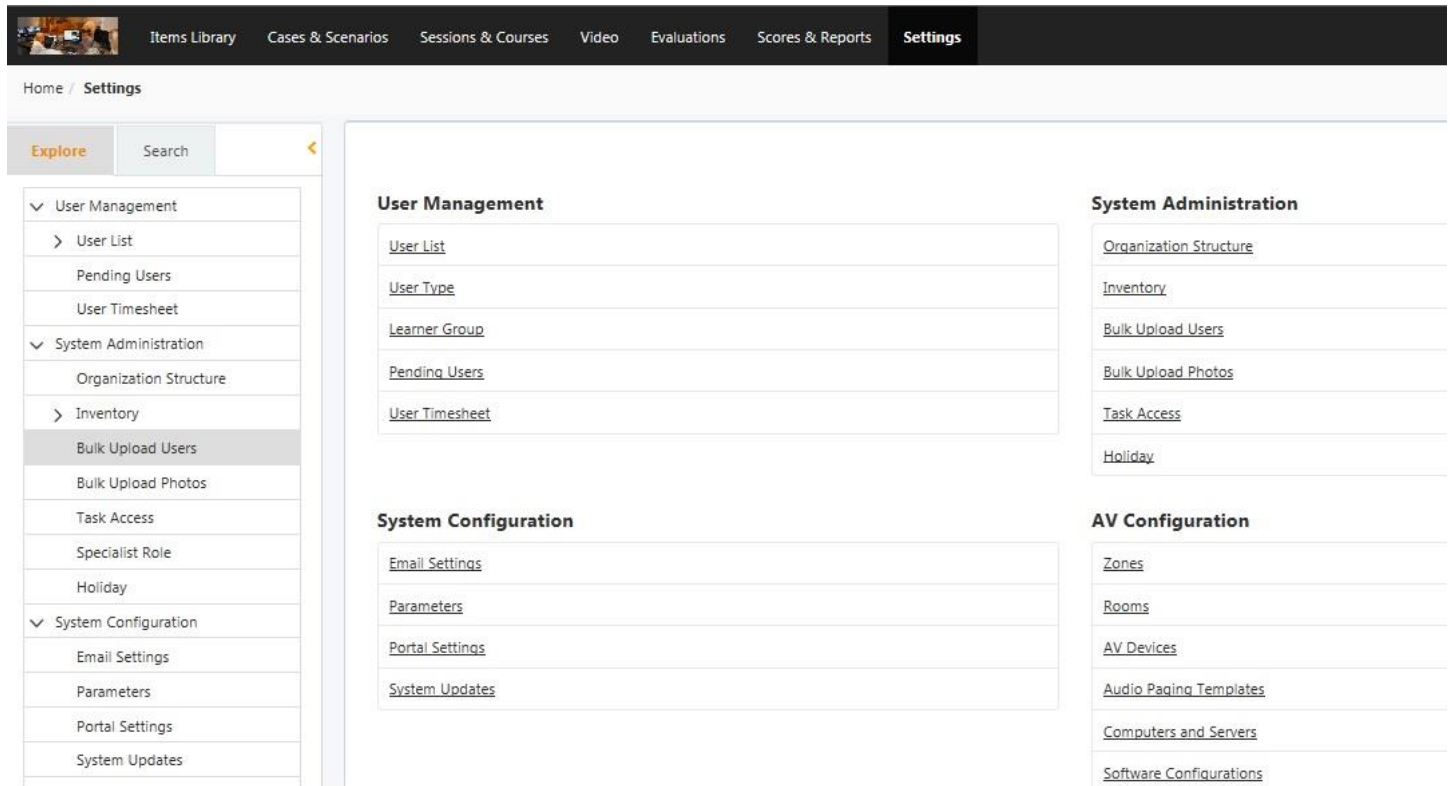 Items Library Cases & Scenarios Sessions & Courses Video Evaluations Scores & Reports Settings
Home / Settings
Explore Search
User Management
User List
Pending Users
User Timesheet
System Administration
Organization Structure
Inventory
Bulk Upload Users
Bulk Upload Photos
Task Access
Specialist Role
Holiday
System Configuration
Email Settings
Parameters
Portal Settings
System Updates
User Management
User List
User Type
Learner Group
Pending Users
User Timesheet
System Administration
Organization Structure
Inventory
Bulk Upload Users
Bulk Upload Photos
Task Access
Holiday
System Configuration
Email Settings
Parameters
Portal Settings
System Updates
AV Configuration
Zones
Rooms
AV Devices
Audio Paging Templates
Computers and Servers
Software Configurations